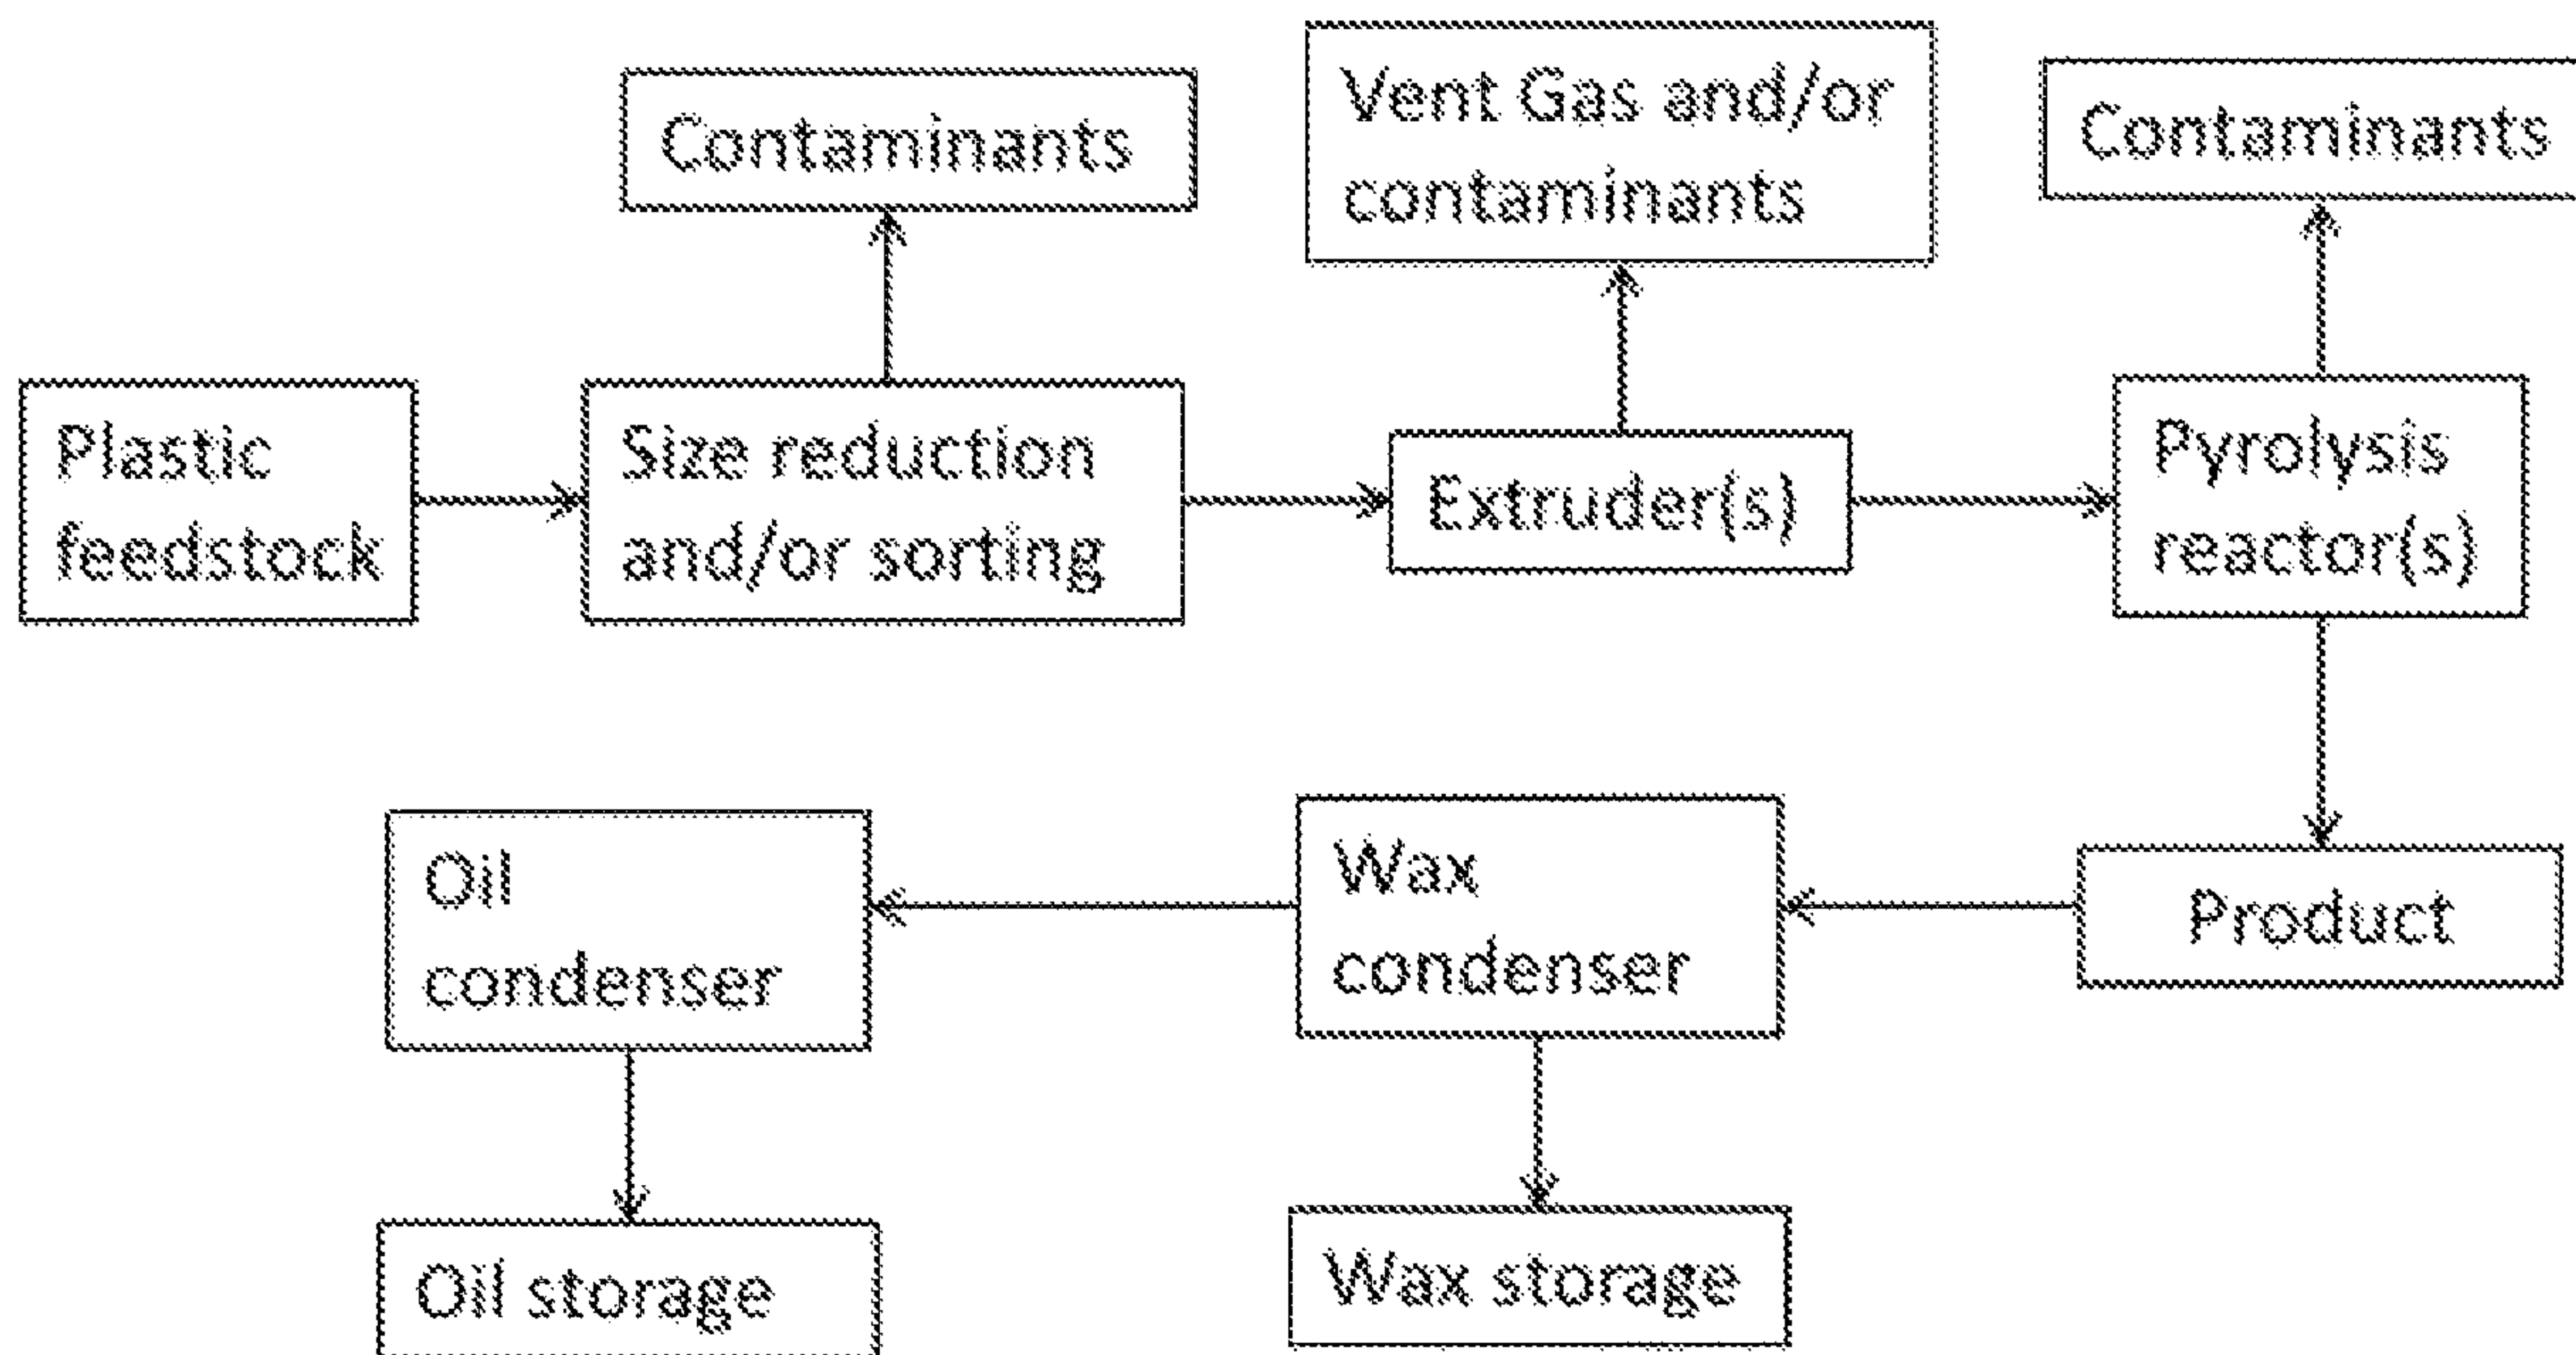 Contaminants
Vent Gas and/or
contaminants
Contaminants
Plastic
feedstock
Size reduction
and/or sorting
Extruder(s)
Pyrolysis
reactor(s)
Oil
condenser
Wax
condenser
Product
Oil storage
Wax storage